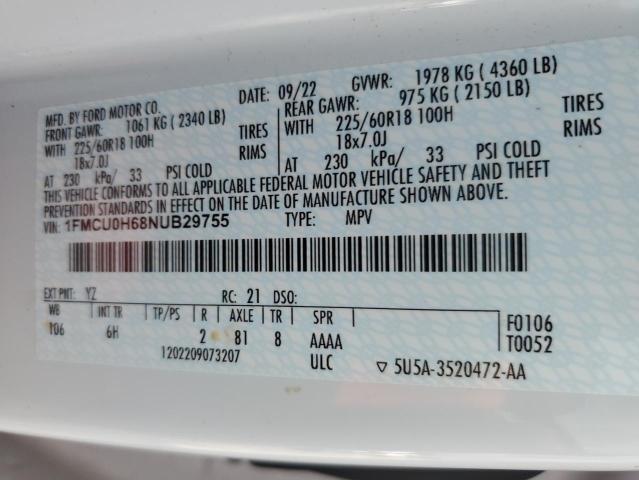 MFD. BY FORD MOTOR CO. DATE: 09/22 GVWR: 1978 KG ( 4360 LB)
FRONT GAWR: 1061 KG ( 2340 LB) REAR GAWR: 975 KG ( 2150 LB)
WITH 225/60R18 100H TIRES WITH 225/60R18 100H TIRES
18x7.0J RIMS 18x7.0J RIMS
AT 230 kPa/ 33 PSI COLD AT 230 kPa/ 33 PSI COLD
THIS VEHICLE CONFORMS TO ALL APPLICABLE FEDERAL MOTOR VEHICLE SAFETY AND THEFT
PREVENTION STANDARDS IN EFFECT ON THE DATE OF MANUFACTURE SHOWN ABOVE.
VIN: 1FMCU0H68NUB29755 TYPE: MPV
EXT PNT: YZ RC: 21 DSO:
WB INT TR TP/PS R AXLE TR SPR F0106
106 6H 2 81 8 AAAA T0052
1202209073207 ULC ▽ 5U5A-3520472-AA